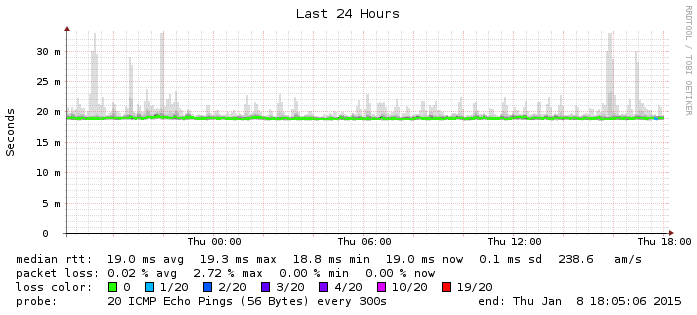 Last 24 Hours
RRDTOOL / TOBI OETIKER
Seconds
30 m
25 m
20 m
15 m
10 m
5 m
0
Thu 00:00 Thu 06:00 Thu 12:00 Thu 18:00
median rtt: 19.0 ms avg 19.3 ms max 18.8 ms min 19.0 ms now 0.1 ms sd 238.6 am/s
packet loss: 0.02 % avg 2.72 % max 0.00 % min 0.00 % now
loss color: 0 1/20 2/20 3/20 4/20 10/20 19/20
probe: 20 ICMP Echo Pings (56 Bytes) every 300s end: Thu Jan 8 18:05:06 2015